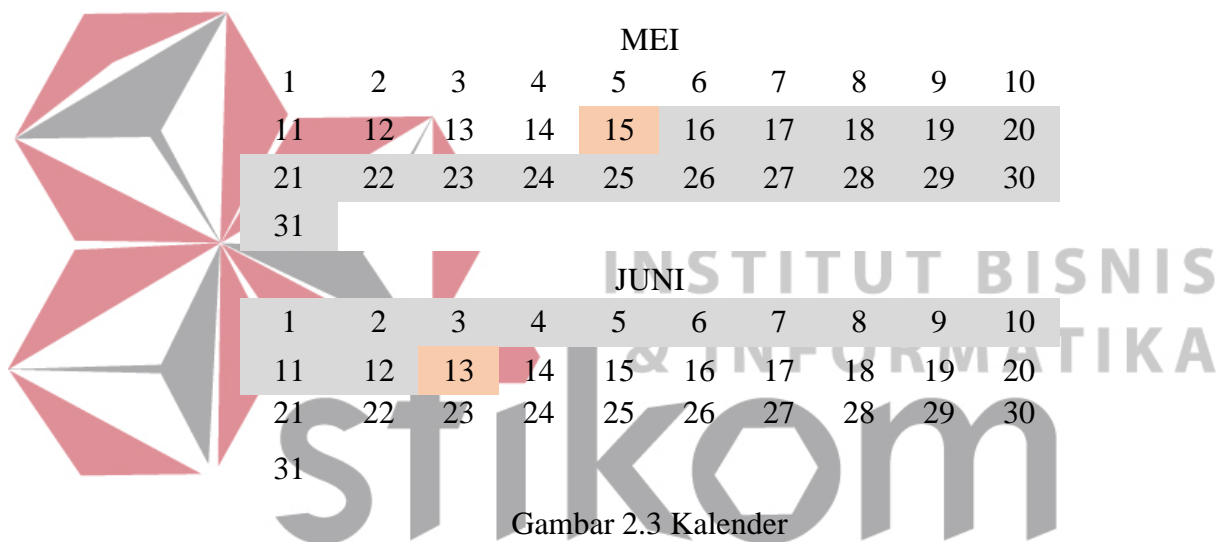 MEI
1 2 3 4 5 6 7 8 9 10
11 12 13 14 15 16 17 18 19 20
21 22 23 24 25 26 27 28 29 30
31
INSTITUT BISNIS
JUNI
1 2 3 4 5 6 7 8 9 10
& INFORMATIKA
11 12 13 14 15 16 17 18 19 20
21 22 23 24 25 26 27 28 29 30
stikom
31
Gambar 2.3 Kalender